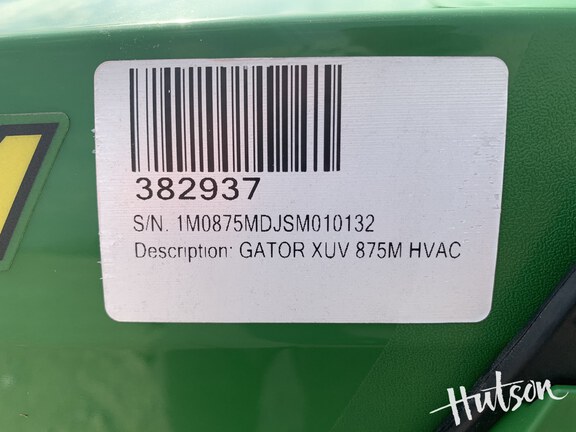 382937
S/N. 1M0875MDJSM010132
Description: GATOR XUV 875M HVAC
Hutson